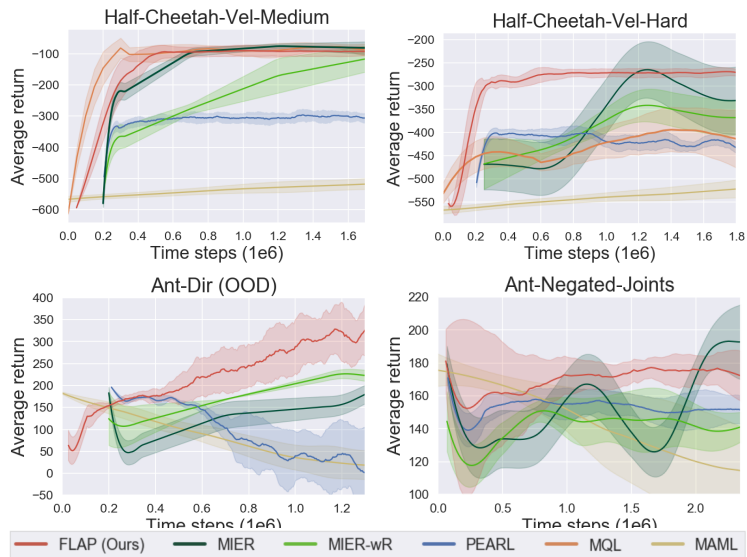 Half-Cheetah-Vel-Medium
Average return
−100
−200
−300
−400
−500
−600
0.0 0.2 0.4 0.6 0.8 1.0 1.2 1.4 1.6
Time steps (1e6)
Half-Cheetah-Vel-Hard
Average return
−200
−250
−300
−350
−400
−450
−500
−550
0.0 0.2 0.4 0.6 0.8 1.0 1.2 1.4 1.6 1.8
Time steps (1e6)
Ant-Dir (OOD)
Average return
400
350
300
250
200
150
100
50
0
−50
0.0 0.2 0.4 0.6 0.8 1.0 1.2
Time steps (1e6)
Ant-Negated-Joints
Average return
220
200
180
160
140
120
100
0.0 0.5 1.0 1.5 2.0
Time steps (1e6)
FLAP (Ours) MIER MIER-wR PEARL MQL MAML